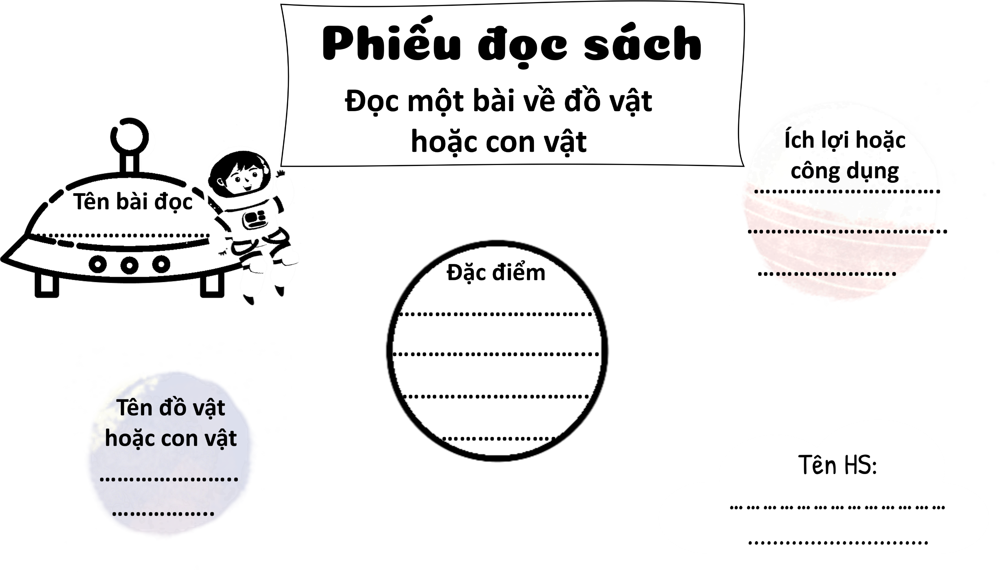 Phiếu đọc sách
Đọc một bài về đồ vật
hoặc con vật
Tên bài đọc
................................
Ích lợi hoặc
công dụng
...............................
.................................
.......................
Đặc điểm
................................
..................................
...............................
...................
Tên đồ vật
hoặc con vật
.......................
.................
Tên HS:
... ... ... ... ... ... ... ... ... ... ... ... ...
............................